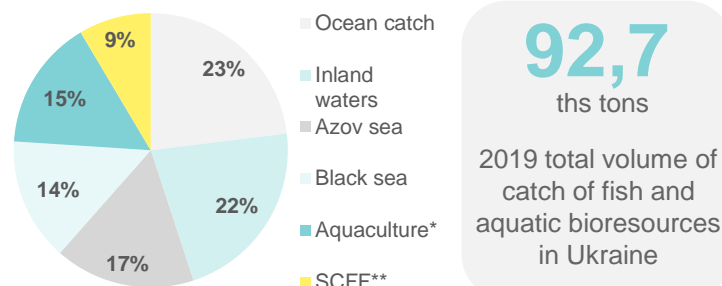 9%
23%
15%
14%
22%
17%
Ocean catch
Inland
waters
Azov sea
Black sea
Aquaculture*
SCFF**
92,7
ths tons
2019 total volume of
catch of fish and
aquatic bioresources
in Ukraine